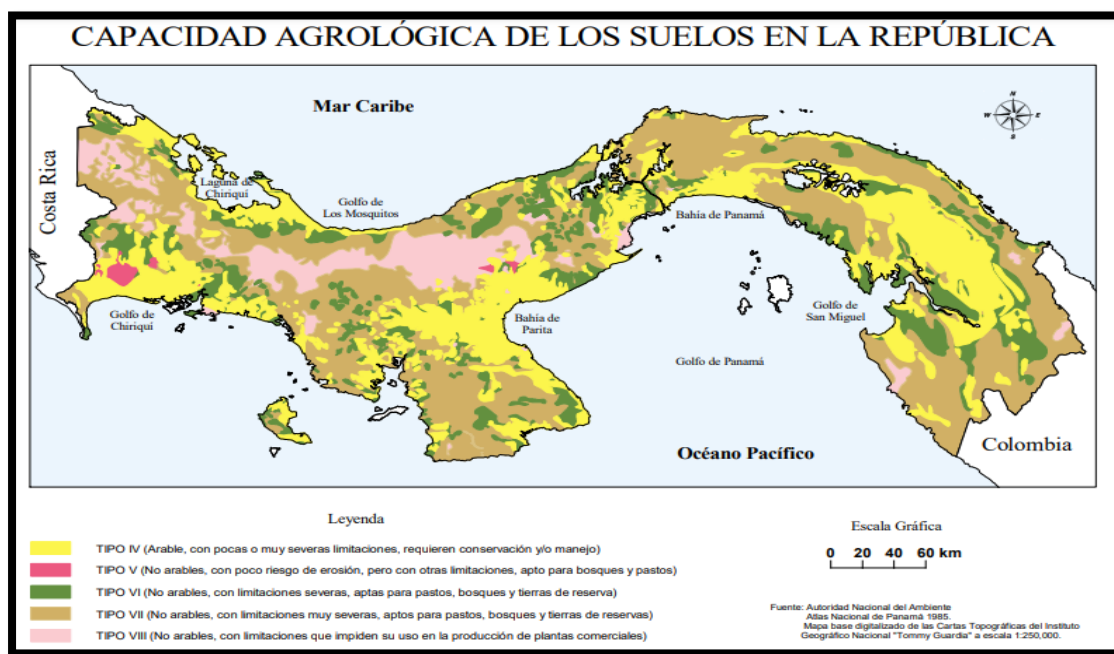 CAPACIDAD AGROLÓGICA DE LOS SUELOS EN LA REPÚBLICA
Mar Caribe
N
W E
S
Costa Rica
Laguna de
Chiriquí
Golfo de
Los Mosquitos
Bahía de Panamá
Golfo de
Chiriquí
Bahía de
Parita
Golfo de
San Miguel
Golfo de Panamá
Océano Pacífico
Colombia
Leyenda
TIPO IV (Arable, con pocas o muy severas limitaciones, requieren conservación y/o manejo)
TIPO V (No arables, con poco riesgo de erosión, pero con otras limitaciones, apto para bosques y pastos)
TIPO VI (No arables, con limitaciones severas, aptas para pastos, bosques y tierras de reserva)
TIPO VII (No arables, con limitaciones muy severas, aptos para pastos, bosques y tierras de reservas)
TIPO VIII (No arables, con limitaciones que impiden su uso en la producción de plantas comerciales)
Escala Gráfica
0 20 40 60 km
Fuente: Autoridad Nacional del Ambiente
Atlas Nacional de Panamá 1985.
Mapa base digitalizado de las Cartas Topográficas del Instituto
Geográfico Nacional "Tommy Guardia" a escala 1:250,000.